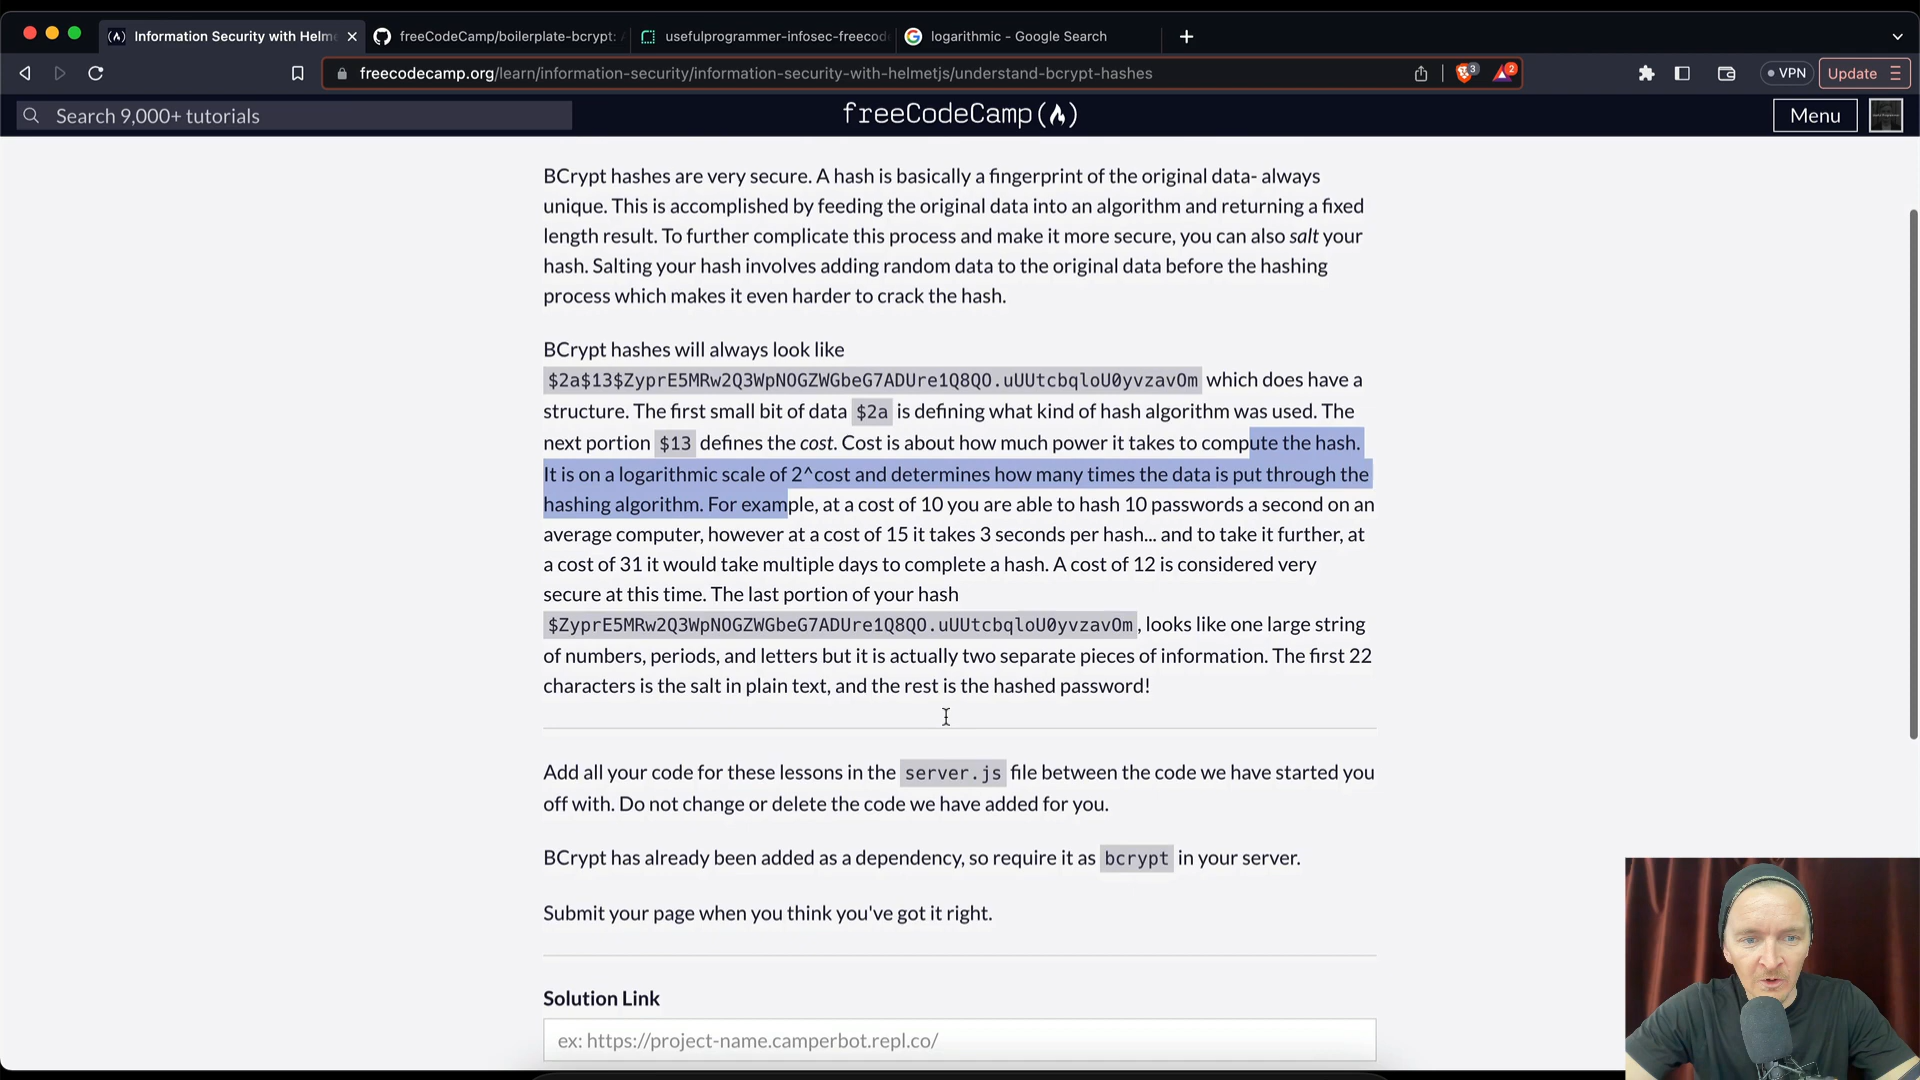 Information Security with Helm
freeCodeCamp/boilerplate-bcrypt:
usefulprogrammer-infosec-freecod
logarithmic - Google Search
freecodecamp.org/learn/information-security/information-security-with-helmetjs/understand-bcrypt-hashes
3
2
VPN
Update
Search 9,000+ tutorials
freeCodeCamp
Menu
BCrypt hashes are very secure. A hash is basically a fingerprint of the original data- always
unique. This is accomplished by feeding the original data into an algorithm and returning a fixed
length result. To further complicate this process and make it more secure, you can also salt your
hash. Salting your hash involves adding random data to the original data before the hashing
process which makes it even harder to crack the hash.
BCrypt hashes will always look like
$2a$13$ZyprE5MRw2Q3WpNOGZWGbeG7ADUre1Q8QO.uUUtcbqloU0yvzavOm which does have a
structure. The first small bit of data $2a is defining what kind of hash algorithm was used. The
next portion $13 defines the cost. Cost is about how much power it takes to compute the hash.
It is on a logarithmic scale of 2^cost and determines how many times the data is put through the
hashing algorithm. For example, at a cost of 10 you are able to hash 10 passwords a second on an
average computer, however at a cost of 15 it takes 3 seconds per hash... and to take it further, at
a cost of 31 it would take multiple days to complete a hash. A cost of 12 is considered very
secure at this time. The last portion of your hash
$ZyprE5MRw2Q3WpNOGZWGbeG7ADUre1Q8QO.uUUtcbqloU0yvzavOm, looks like one large string
of numbers, periods, and letters but it is actually two separate pieces of information. The first 22
characters is the salt in plain text, and the rest is the hashed password!
Add all your code for these lessons in the server.js file between the code we have started you
off with. Do not change or delete the code we have added for you.
BCrypt has already been added as a dependency, so require it as bcrypt in your server.
Submit your page when you think you've got it right.
Solution Link
ex: https://project-name.camperbot.repl.co/